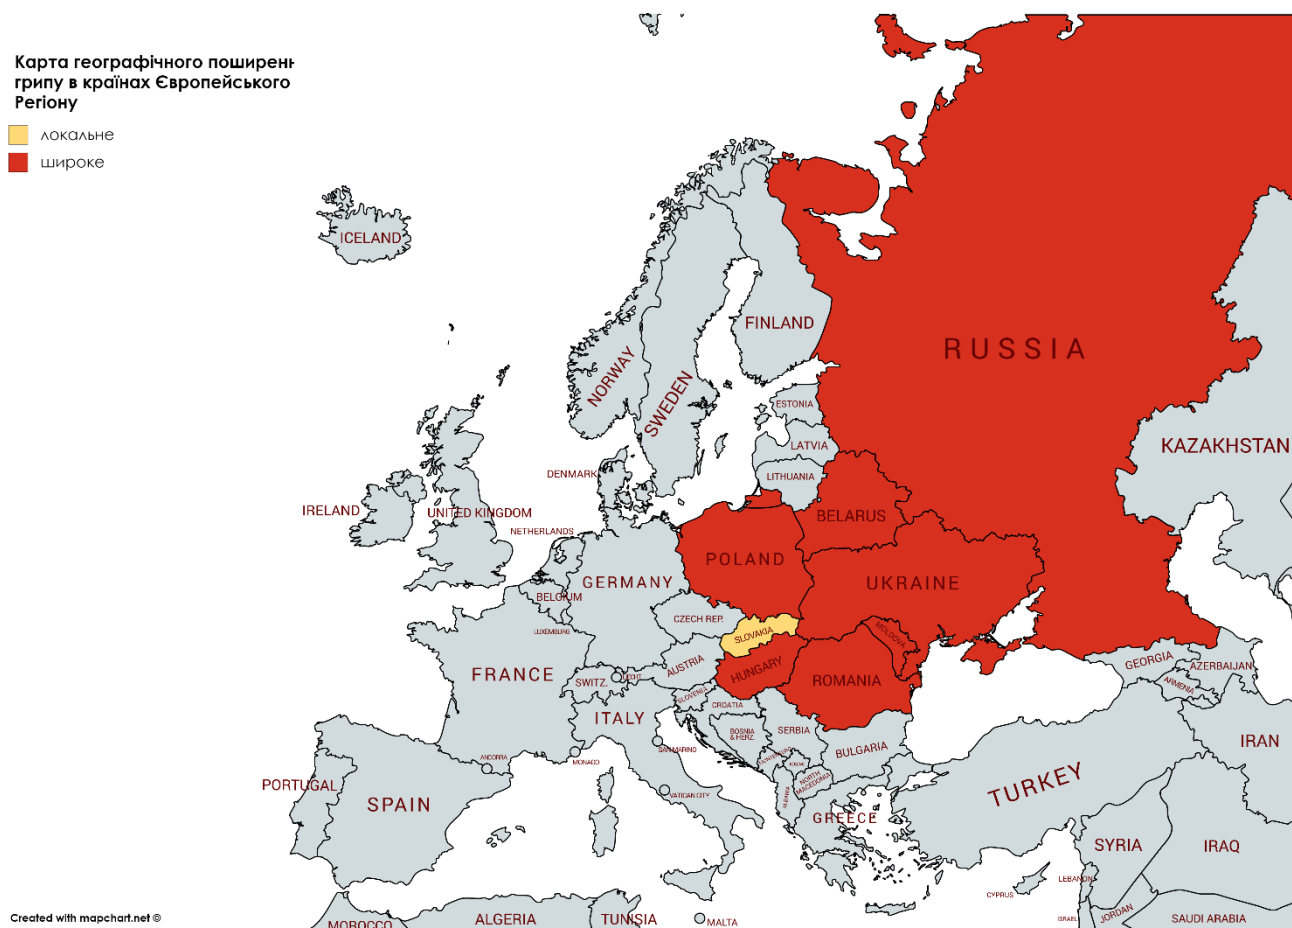 Карта географічного поширен
грипу в країнах Європейського
Регіону
локальне
широке
ICELAND
FINLAND
NORWAY
SWEDEN
RUSSIA
ESTONIA
LATVIA
LITHUANIA
KAZAKHSTAN
DENMARK
IRELAND
UNITED KINGDOM
NETHERLANDS
BELARUS
POLAND
UKRAINE
GERMANY
BELGIUM
LUXEMBURG
CZECH REP.
SLOVAKIA
MOLDOVA
FRANCE
SWITZ.
LECHT.
AUSTRIA
HUNGARY
ROMANIA
GEORGIA
AZERBAIJAN
ARMENIA
SLOVENIA
CROATIA
ITALY
BOSNIA
& HERZ.
SERBIA
BULGARIA
SAN MARINO
MONACO
ANDORRA
NORTH
MACEDONIA
ALBANIA
VATICAN CITY
PORTUGAL
SPAIN
GREECE
TURKEY
IRAN
SYRIA
IRAQ
LEBANON
CYPRUS
ISRAEL
JORDAN
SAUDI ARABIA
MOROCCO
ALGERIA
TUNISIA
MALTA
Created with mapchart.net ©